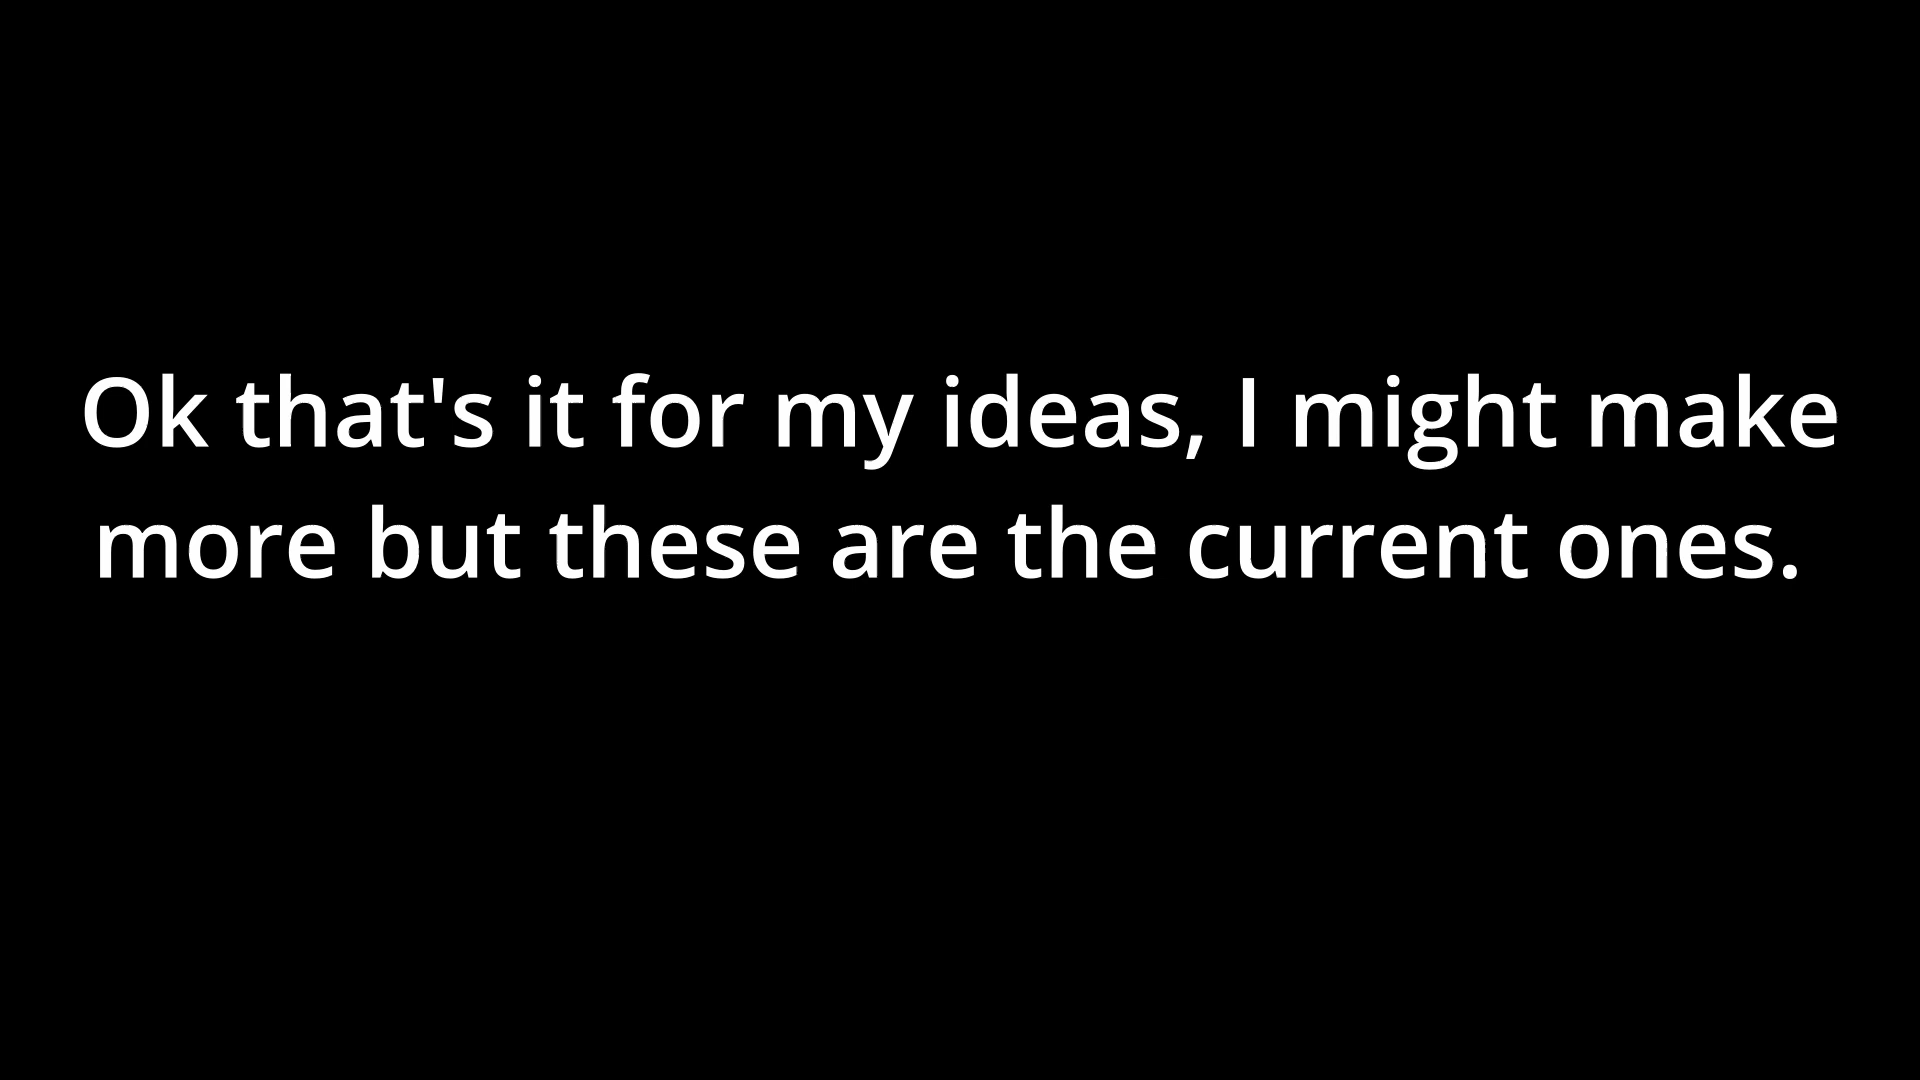 Ok that's it for my ideas, I might make
more but these are the current ones.